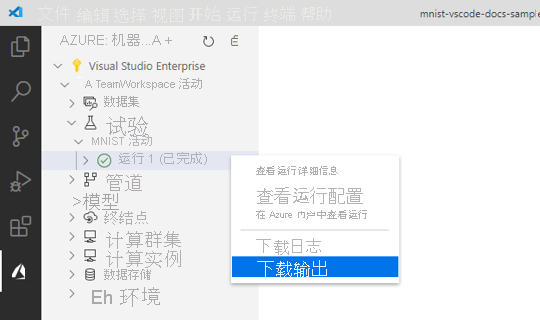 文件 编辑 选择 视图 开始 运行 终端 帮助
mnist-vscode-docs-sample
AZURE: 机器...A +
Visual Studio Enterprise
A TeamWorkspace 活动
数据集
试验
MNIST 活动
运行 1 (已完成)
管道
>模型
终结点
计算群集
计算实例
数据存储
Eh 环境
查看运行详细信息
查看运行配置
在 Azure 门户中查看运行
下载日志
下载输出